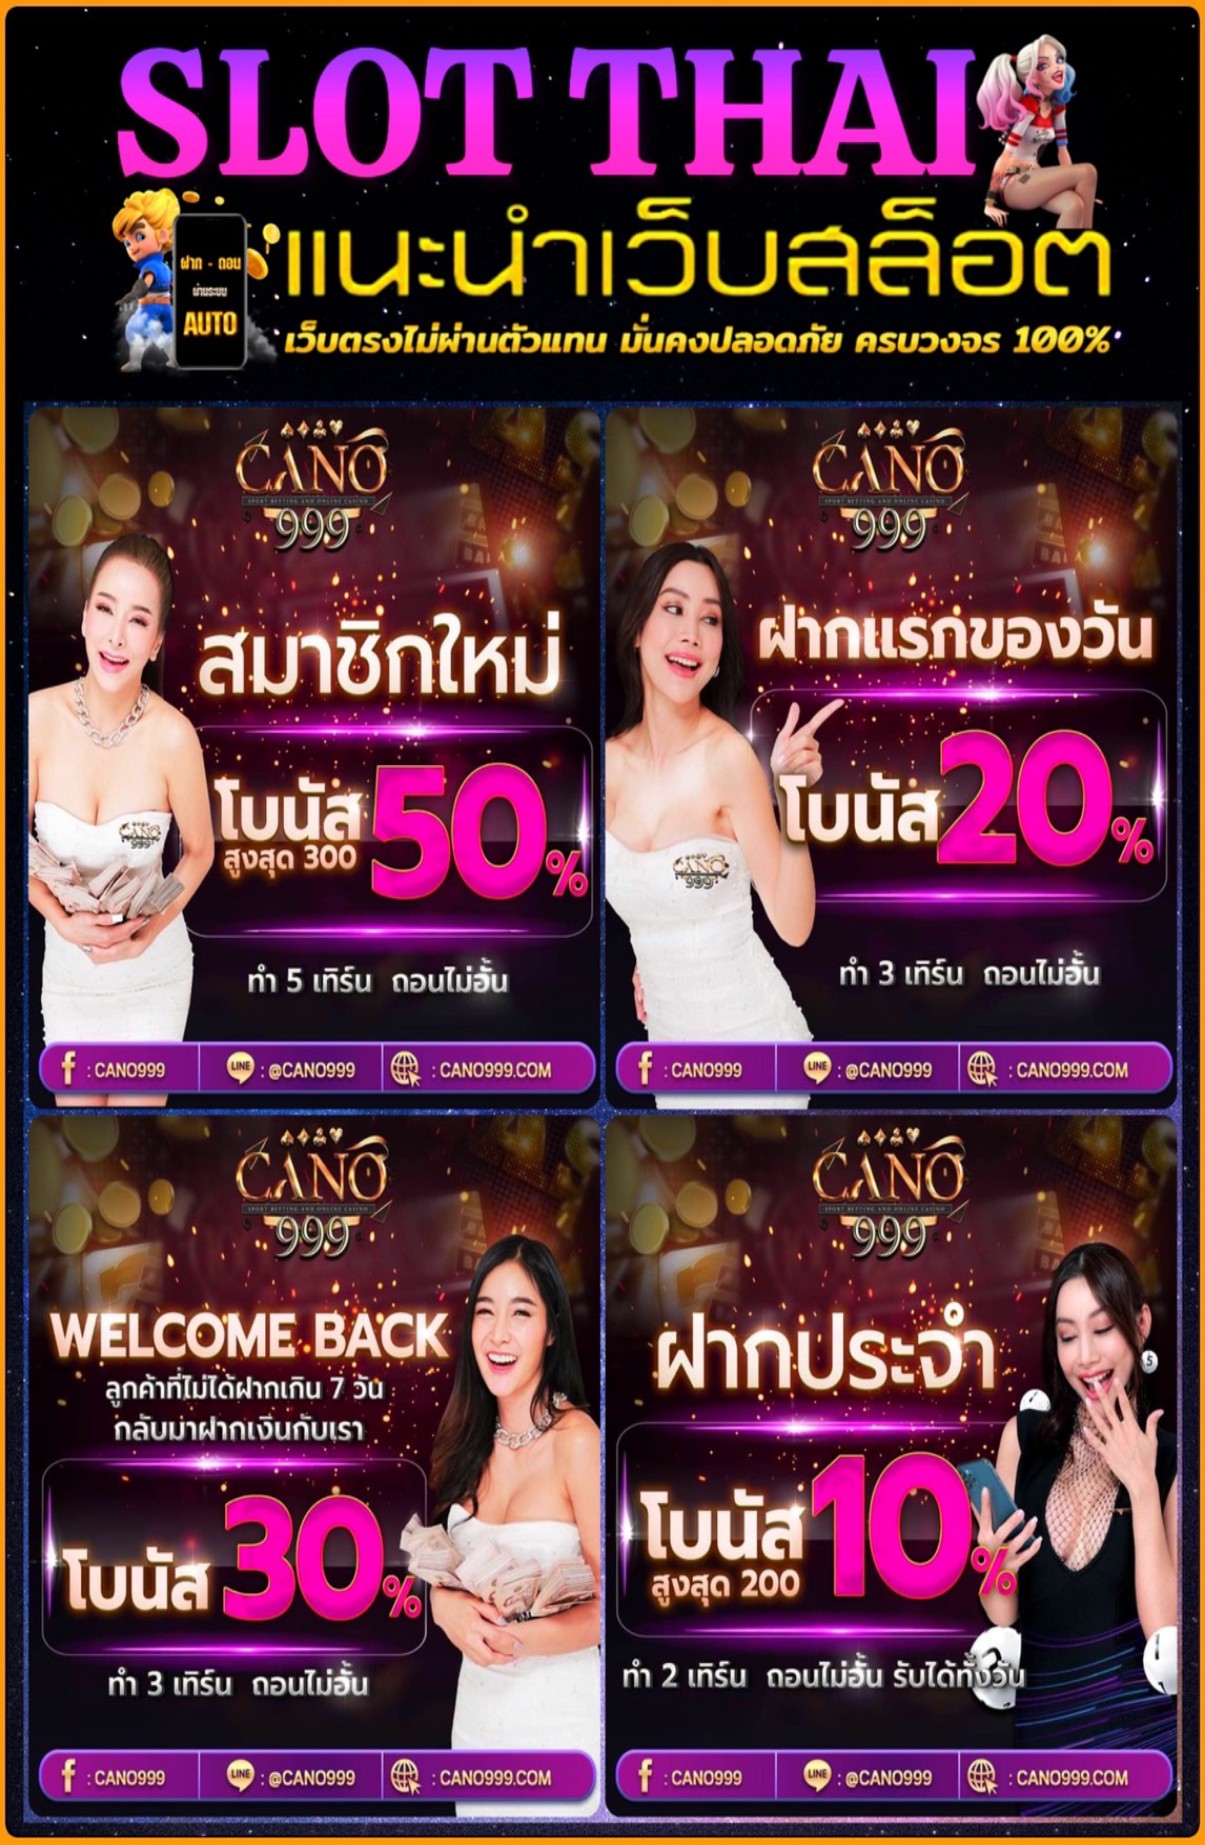 SLOT THAI
แนะนำเว็บสล็อต
ฝาก - ถอน
ผ่านระบบ
AUTO
เว็บตรงไม่ผ่านตัวแทน มั่นคงปลอดภัย ครบวงจร 100%
CANO
SPORT BETTING AND ONLINE CASINO
999
สมาชิกใหม่
โบนัส 50%
สูงสุด 300
CANO
999
ทำ 5 เทิร์น ถอนไม่อั้น
f : CANO999
LINE : @CANO999
: CANO999.COM
CANO
SPORT BETTING AND ONLINE CASINO
999
ฝากแรกของวัน
โบนัส 20%
CANO
999
ทำ 3 เทิร์น ถอนไม่อั้น
f : CANO999
LINE : @CANO999
: CANO999.COM
CANO
SPORT BETTING AND ONLINE CASINO
999
WELCOME BACK
ลูกค้าที่ไม่ได้ฝากเกิน 7 วัน
กลับมาฝากเงินกับเรา
โบนัส 30%
ทำ 3 เทิร์น ถอนไม่อั้น
f : CANO999
LINE : @CANO999
: CANO999.COM
CANO
SPORT BETTING AND ONLINE CASINO
999
ฝากประจำ
5
โบนัส 10%
สูงสุด 200
ทำ 2 เทิร์น ถอนไม่อั้น รับได้ทั้งวัน
f : CANO999
LINE : @CANO999
: CANO999.COM